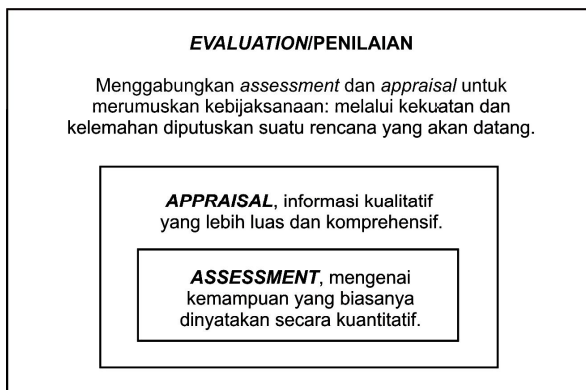 EVALUATION/PENILAIAN
Menggabungkan assessment dan appraisal untuk
merumuskan kebijaksanaan: melalui kekuatan dan
kelemahan diputuskan suatu rencana yang akan datang.
APPRAISAL, informasi kualitatif
yang lebih luas dan komprehensif.
ASSESSMENT, mengenai
kemampuan yang biasanya
dinyatakan secara kuantitatif.